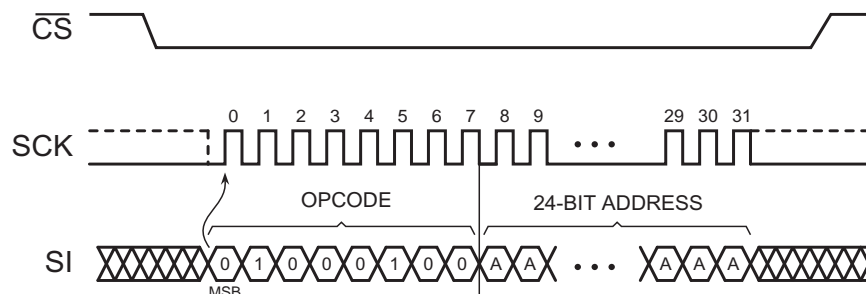 CS
0 1 2 3 4 5 6 7 8 9 29 30 31
SCK
OPCODE 24-BIT ADDRESS
SI 0 1 0 0 0 1 0 0 A A A A A
MSB